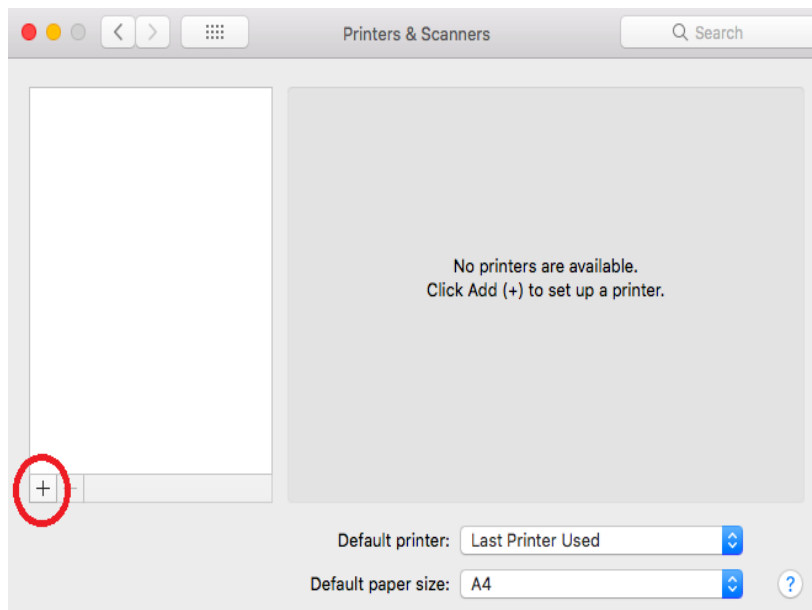 Printers & Scanners
Search
No printers are available.
Click Add (+) to set up a printer.
+ −
Default printer: Last Printer Used
Default paper size: A4
?